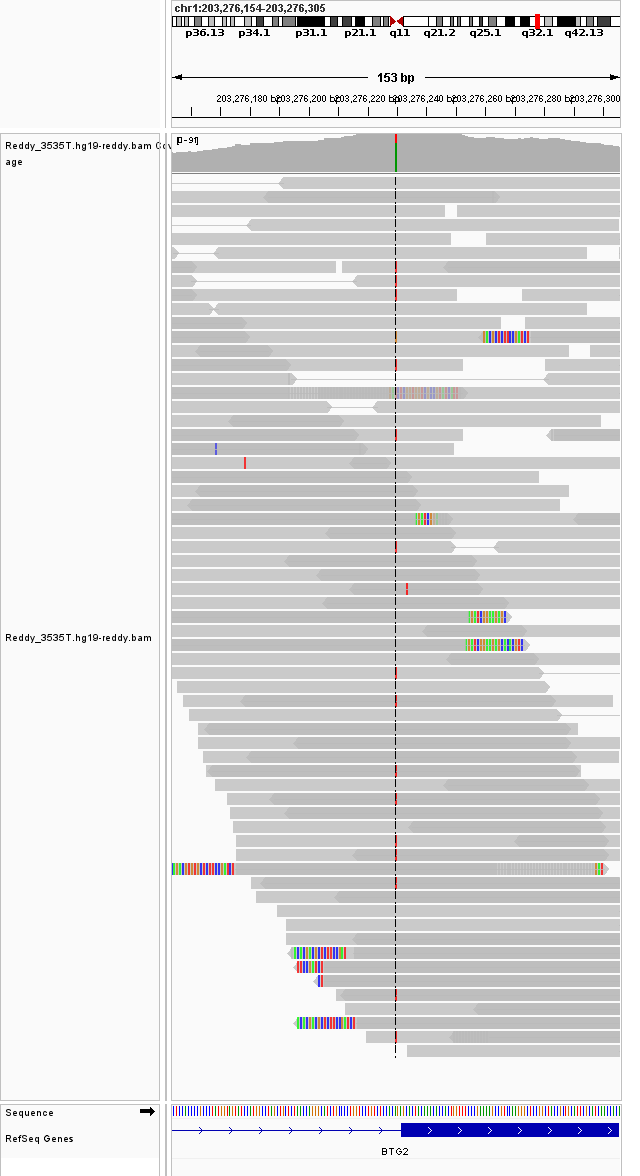 chr1:203,276,154-203,276,305
p36.13 p34.1 p31.1 p21.1 q11 q21.2 q25.1 q32.1 q42.13
153 bp
203,276,180 bp 203,276,200 bp 203,276,220 bp 203,276,240 bp 203,276,260 bp 203,276,280 bp 203,276,300
Reddy_3535T.hg19-reddy.bam Cov
age
[0-91]
Reddy_3535T.hg19-reddy.bam
Sequence
RefSeq Genes
BTG2